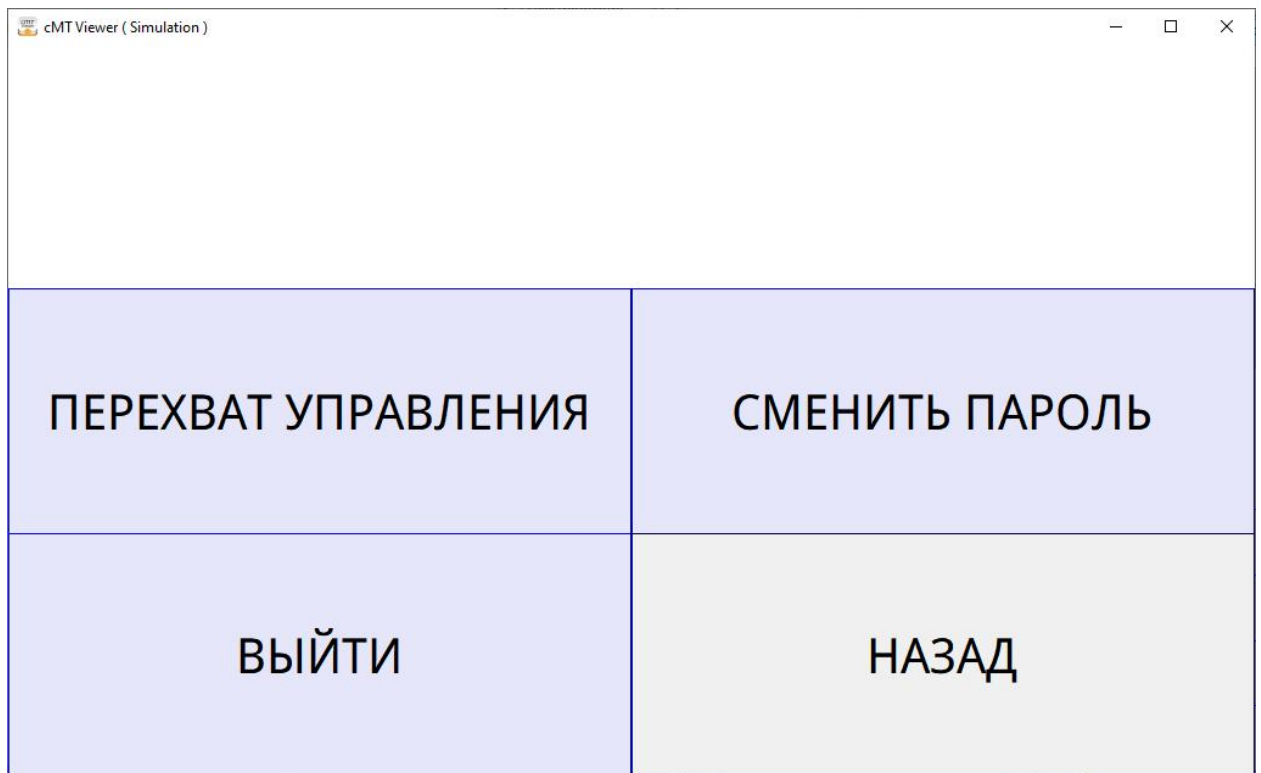 cMT Viewer ( Simulation )
ПЕРЕХВАТ УПРАВЛЕНИЯ
СМЕНИТЬ ПАРОЛЬ
ВЫЙТИ
НАЗАД